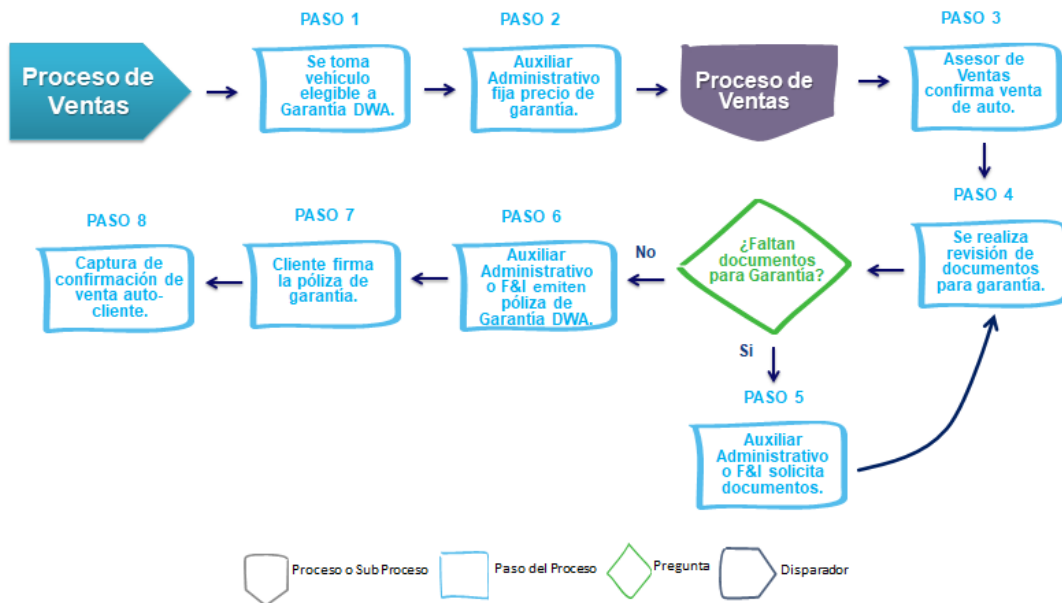 PASO 1
PASO 2
PASO 3
Proceso de
Ventas
Se toma
vehículo
elegible a
Garantía DWA.
Auxiliar
Administrativo
fija precio de
garantía.
Proceso de
Ventas
Asesor de
Ventas
confirma venta
de auto.
PASO 8
PASO 7
PASO 6
PASO 4
Captura de
confirmación de
venta auto-
cliente.
Cliente firma
la póliza de
garantía.
Auxiliar
Administrativo
o F&I emiten
póliza de
Garantía DWA.
No
¿Faltan
documentos
para Garantía?
Se realiza
revisión de
documentos
para garantía.
Si
PASO 5
Auxiliar
Administrativo
o F&I solicita
documentos.
Proceso o Sub Proceso
Paso del Proceso
Pregunta
Disparador